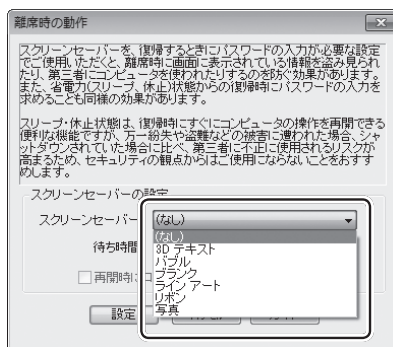 離席時の動作
スクリーンセーバーを、復帰するときにパスワードの入力が必要な設定
でご使用いただくと、離席時に画面に表示されている情報を盗み見られ
たり、第三者にコンピュータを使われたりするのを防ぐ効果があります。
また、省電力(スリープ、休止)状態からの復帰時にパスワードの入力を
求めることも同様の効果があります。
スリープ・休止状態は、復帰時にすぐにコンピュータの操作を再開できる
便利な機能ですが、万一紛失や盗難などの被害に遭われた場合、シャ
ットダウンされていた場合に比べ、第三者に不正に使用されるリスクが
高まるため、セキュリティの観点からはご使用にならないことをおすす
めします。
スクリーンセーバーの設定
スクリーンセーバー
(なし)
待ち時間
(なし)
3D テキスト
バブル
ブランク
ライン アート
リボン
写真
再開時に
設定